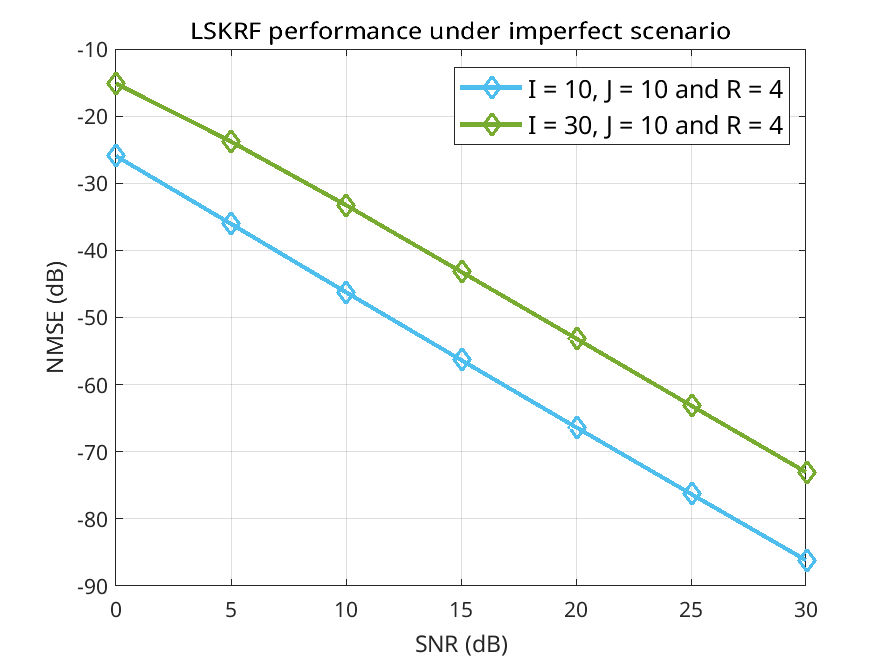 LSKRF performance under imperfect scenario
I = 10, J = 10 and R = 4
I = 30, J = 10 and R = 4
NMSE (dB)
-10
-20
-30
-40
-50
-60
-70
-80
-90
0 5 10 15 20 25 30
SNR (dB)